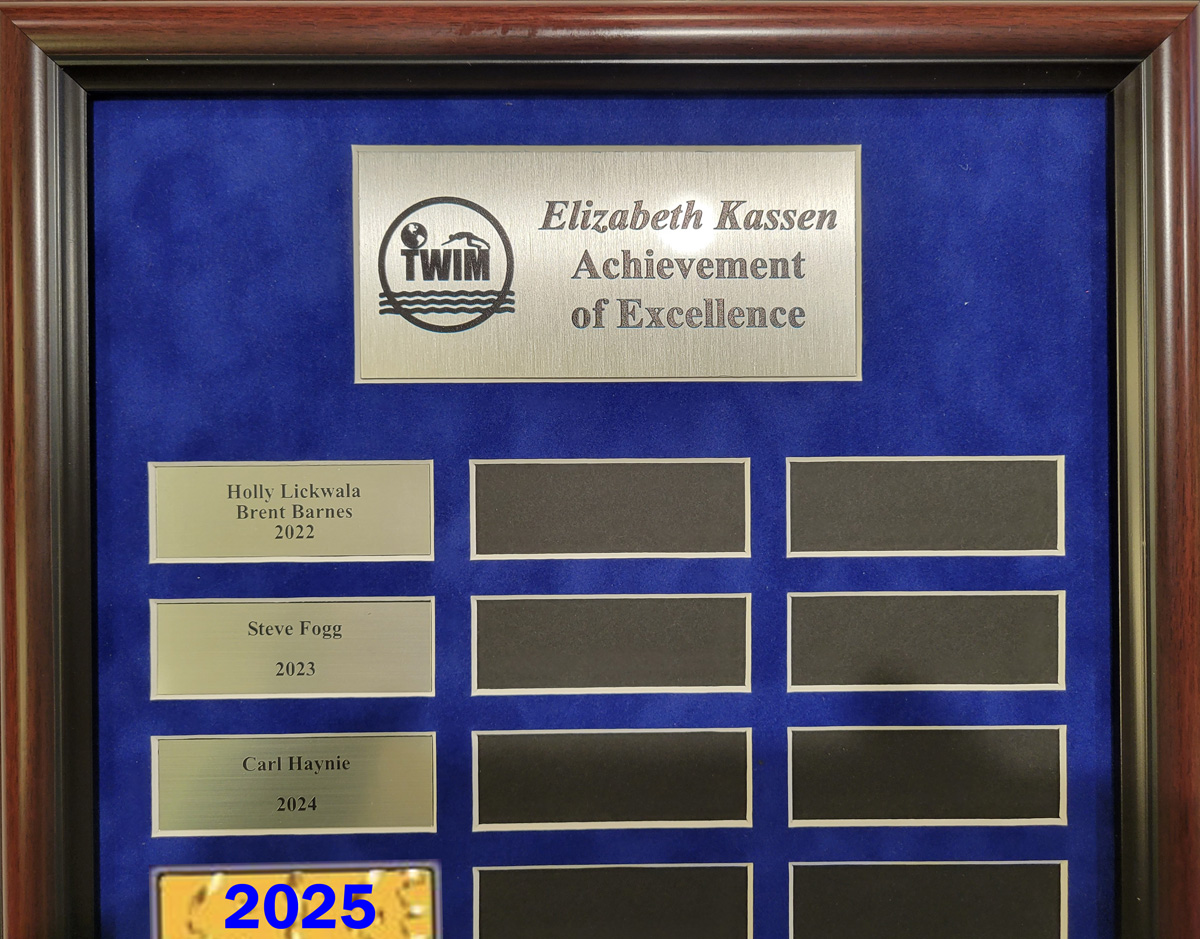 TWIM
Elizabeth Kassen
Achievement
of Excellence
Holly Lickwala
Brent Barnes
2022
Steve Fogg
2023
Carl Haynie
2024
2025